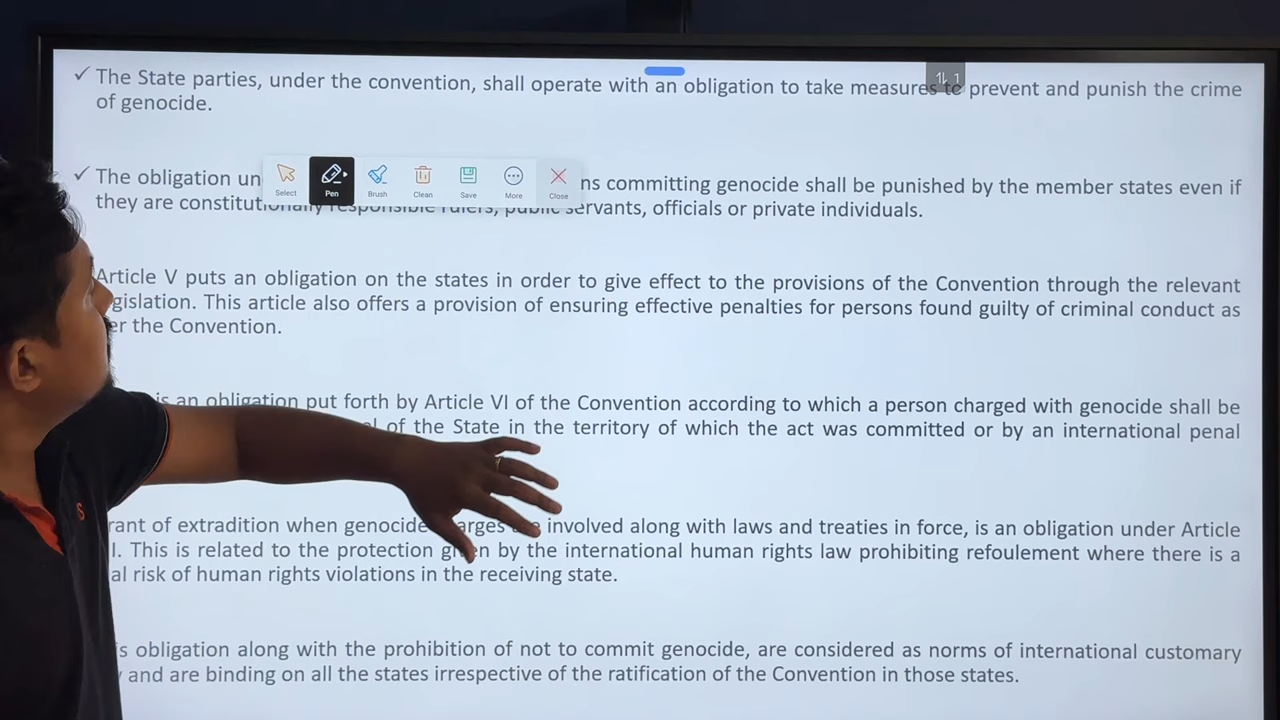 ✓ The State parties, under the convention, shall operate with an obligation to take measures to prevent and punish the crime
of genocide.
✓ The obligation un
ns committing genocide shall be punished by the member states even if
they are constitutionally responsible rulers, public servants, officials or private individuals.
Select Pen Brush Clean Save More Close
1
Article V puts an obligation on the states in order to give effect to the provisions of the Convention through the relevant
gislation. This article also offers a provision of ensuring effective penalties for persons found guilty of criminal conduct as
er the Convention.
is an obligation put forth by Article VI of the Convention according to which a person charged with genocide shall be
of the State in the territory of which the act was committed or by an international penal
rant of extradition when genocide involved along with laws and treaties in force, is an obligation under Article
I. This is related to the protection given by the international human rights law prohibiting refoulement where there is a
al risk of human rights violations in the receiving state.
s obligation along with the prohibition of not to commit genocide, are considered as norms of international customary
and are binding on all the states irrespective of the ratification of the Convention in those states.
S